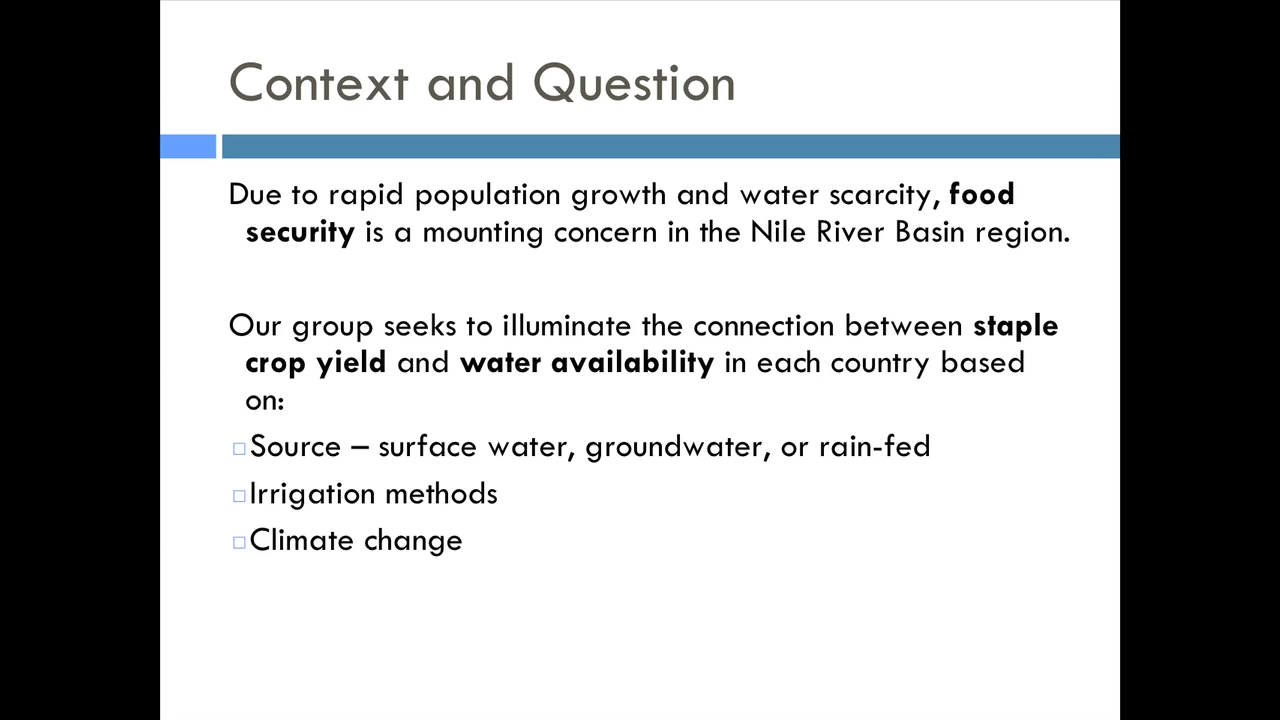 Context and Question
Due to rapid population growth and water scarcity, food
security is a mounting concern in the Nile River Basin region.
Our group seeks to illuminate the connection between staple
crop yield and water availability in each country based
on:
Source – surface water, groundwater, or rain-fed
Irrigation methods
Climate change